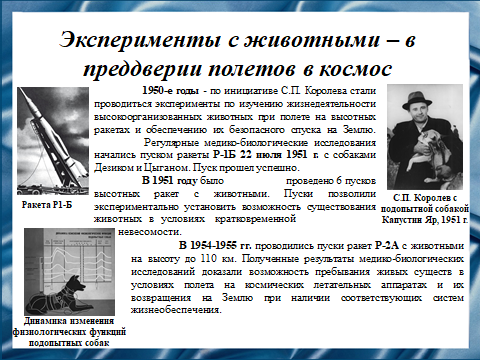 Эксперименты с животными – в
преддверии полетов в космос
1950-е годы - по инициативе С.П. Королева стали
проводиться эксперименты по изучению жизнедеятельности
высокоорганизованных животных при полете на высотных
ракетах и обеспечению их безопасного спуска на Землю.
Регулярные медико-биологические исследования
начались пуском ракеты Р-1Б 22 июля 1951 г. с собаками
Дезиком и Цыганом. Пуск прошел успешно.
В 1951 году было проведено 6 пусков
высотных ракет с животными. Пуски позволили
экспериментально установить возможность существования
животных в условиях кратковременной
невесомости.
Ракета Р1-Б
С.П. Королев с
подопытной собакой
Капустин Яр, 1951 г.
В 1954-1955 гг. проводились пуски ракет Р-2А с животными
на высоту до 110 км. Полученные результаты медико-биологических
исследований доказали возможность пребывания живых существ в
условиях полета на космических летательных аппаратах и их
возвращения на Землю при наличии соответствующих систем
жизнеобеспечения.
Динамика изменения
физиологических функций
подопытных собак